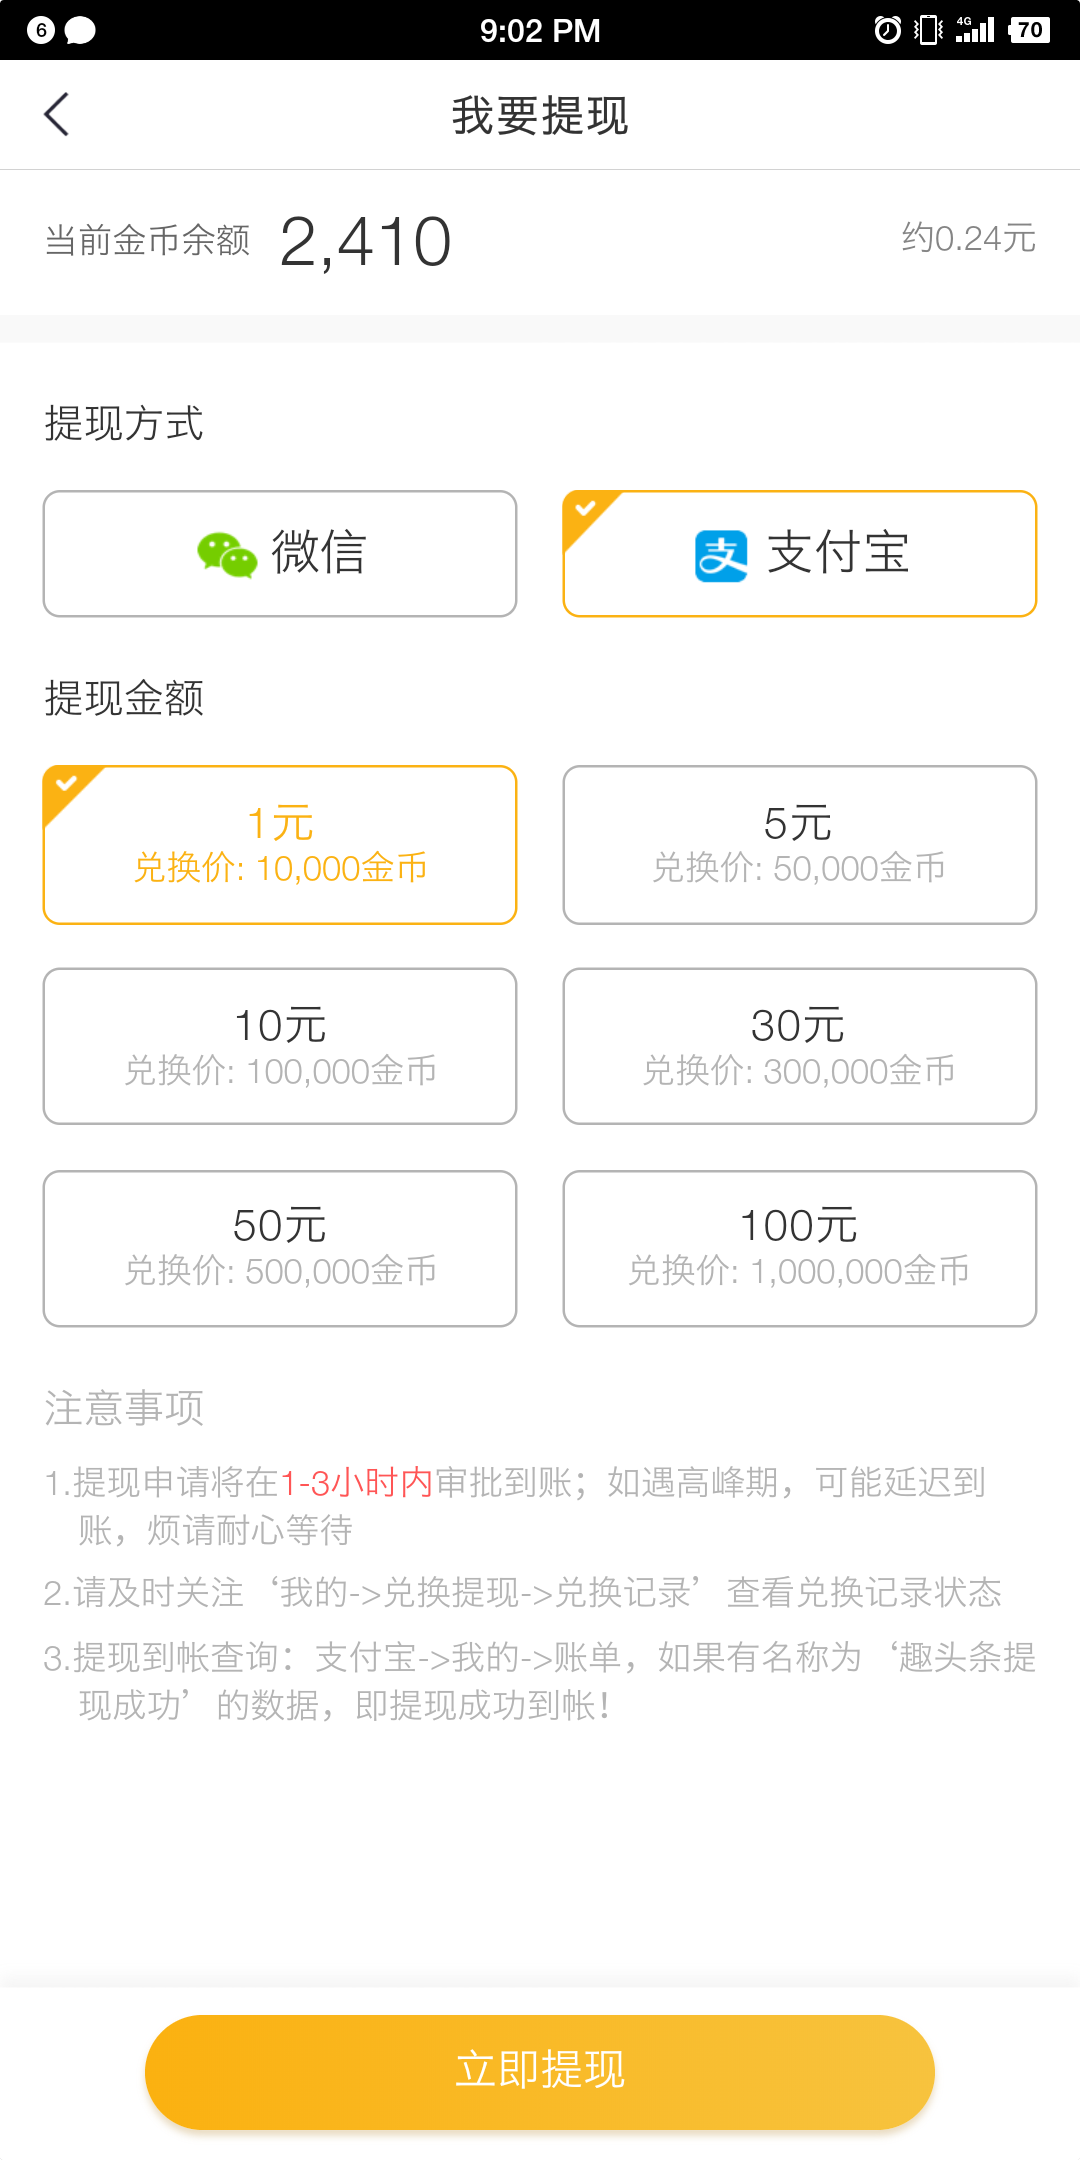 6
9:02 PM
4G
70
我要提现
当前金币余额 2,410 约0.24元
提现方式
微信
支 支付宝
提现金额
1元
兑换价: 10,000金币
5元
兑换价: 50,000金币
10元
兑换价: 100,000金币
30元
兑换价: 300,000金币
50元
兑换价: 500,000金币
100元
兑换价: 1,000,000金币
注意事项
1.提现申请将在1-3小时内审批到账；如遇高峰期，可能延迟到
账，烦请耐心等待
2.请及时关注‘我的->兑换提现->兑换记录’查看兑换记录状态
3.提现到帐查询：支付宝->我的->账单，如果有名称为‘趣头条提
现成功’的数据，即提现成功到帐！
立即提现